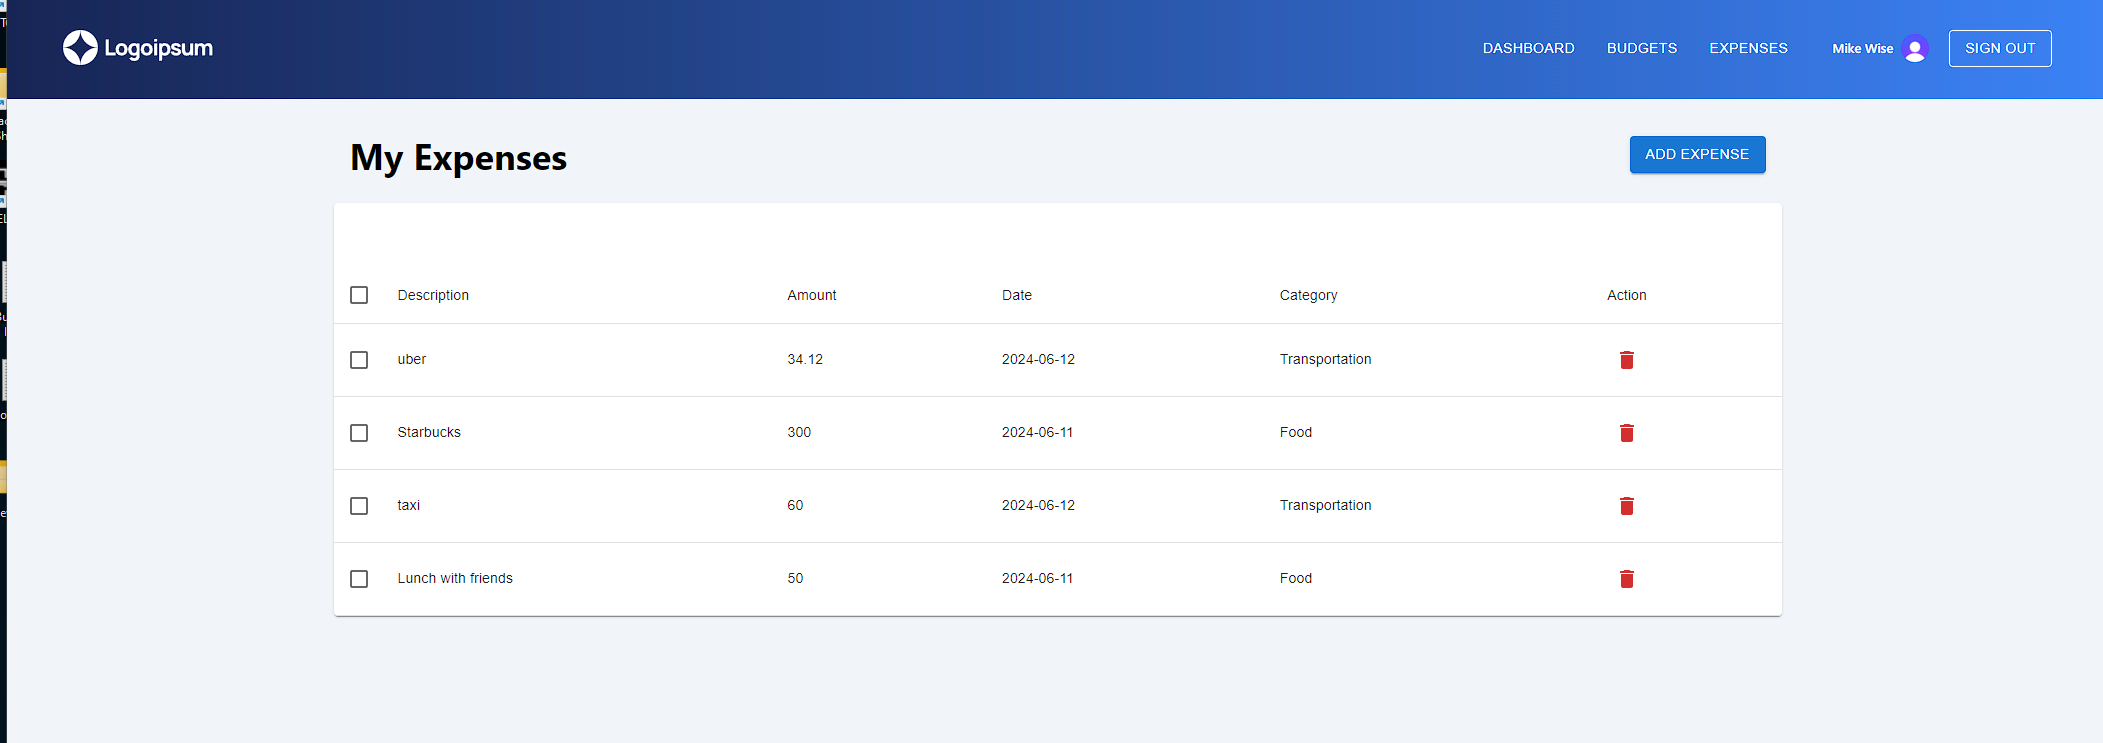 Logoipsum
DASHBOARD BUDGETS EXPENSES Mike Wise SIGN OUT
My Expenses
ADD EXPENSE
Description Amount Date Category Action
uber 34.12 2024-06-12 Transportation
Starbucks 300 2024-06-11 Food
taxi 60 2024-06-12 Transportation
Lunch with friends 50 2024-06-11 Food